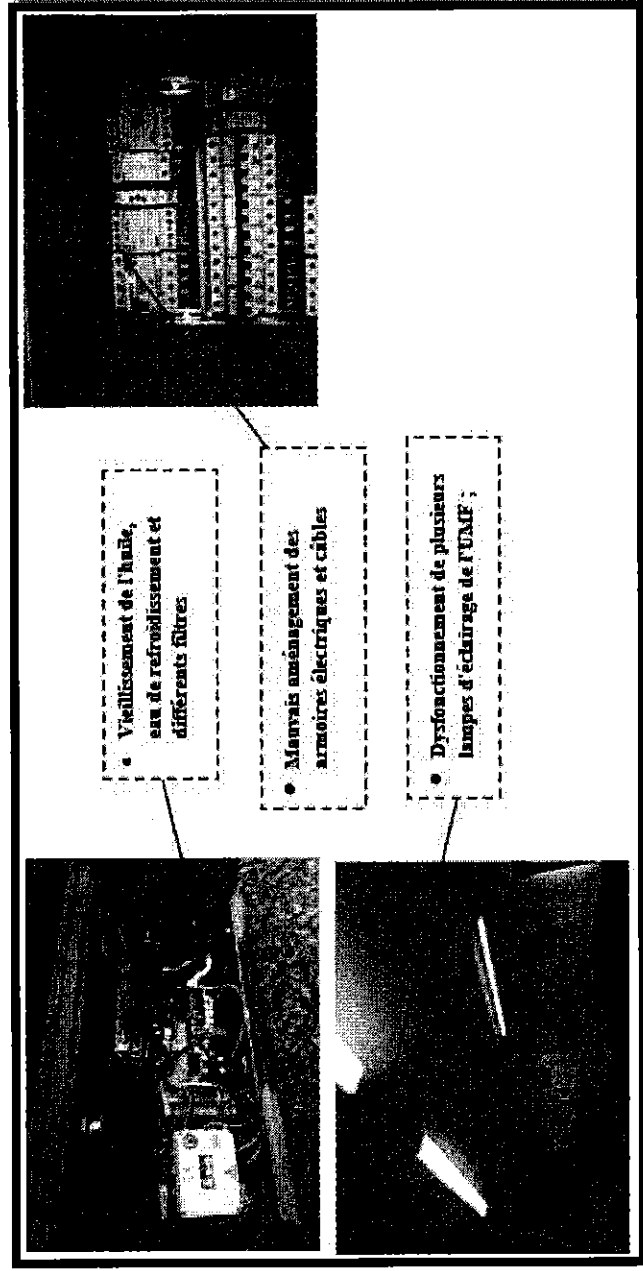 • Vieillissement de l'huile,
eau de refroidissement et
différents filtres
• Mauvais aménagement des
armoires électriques et câbles
• Dysfonctionnement de plusieurs
lampes d'éclairage de l'UMF ;